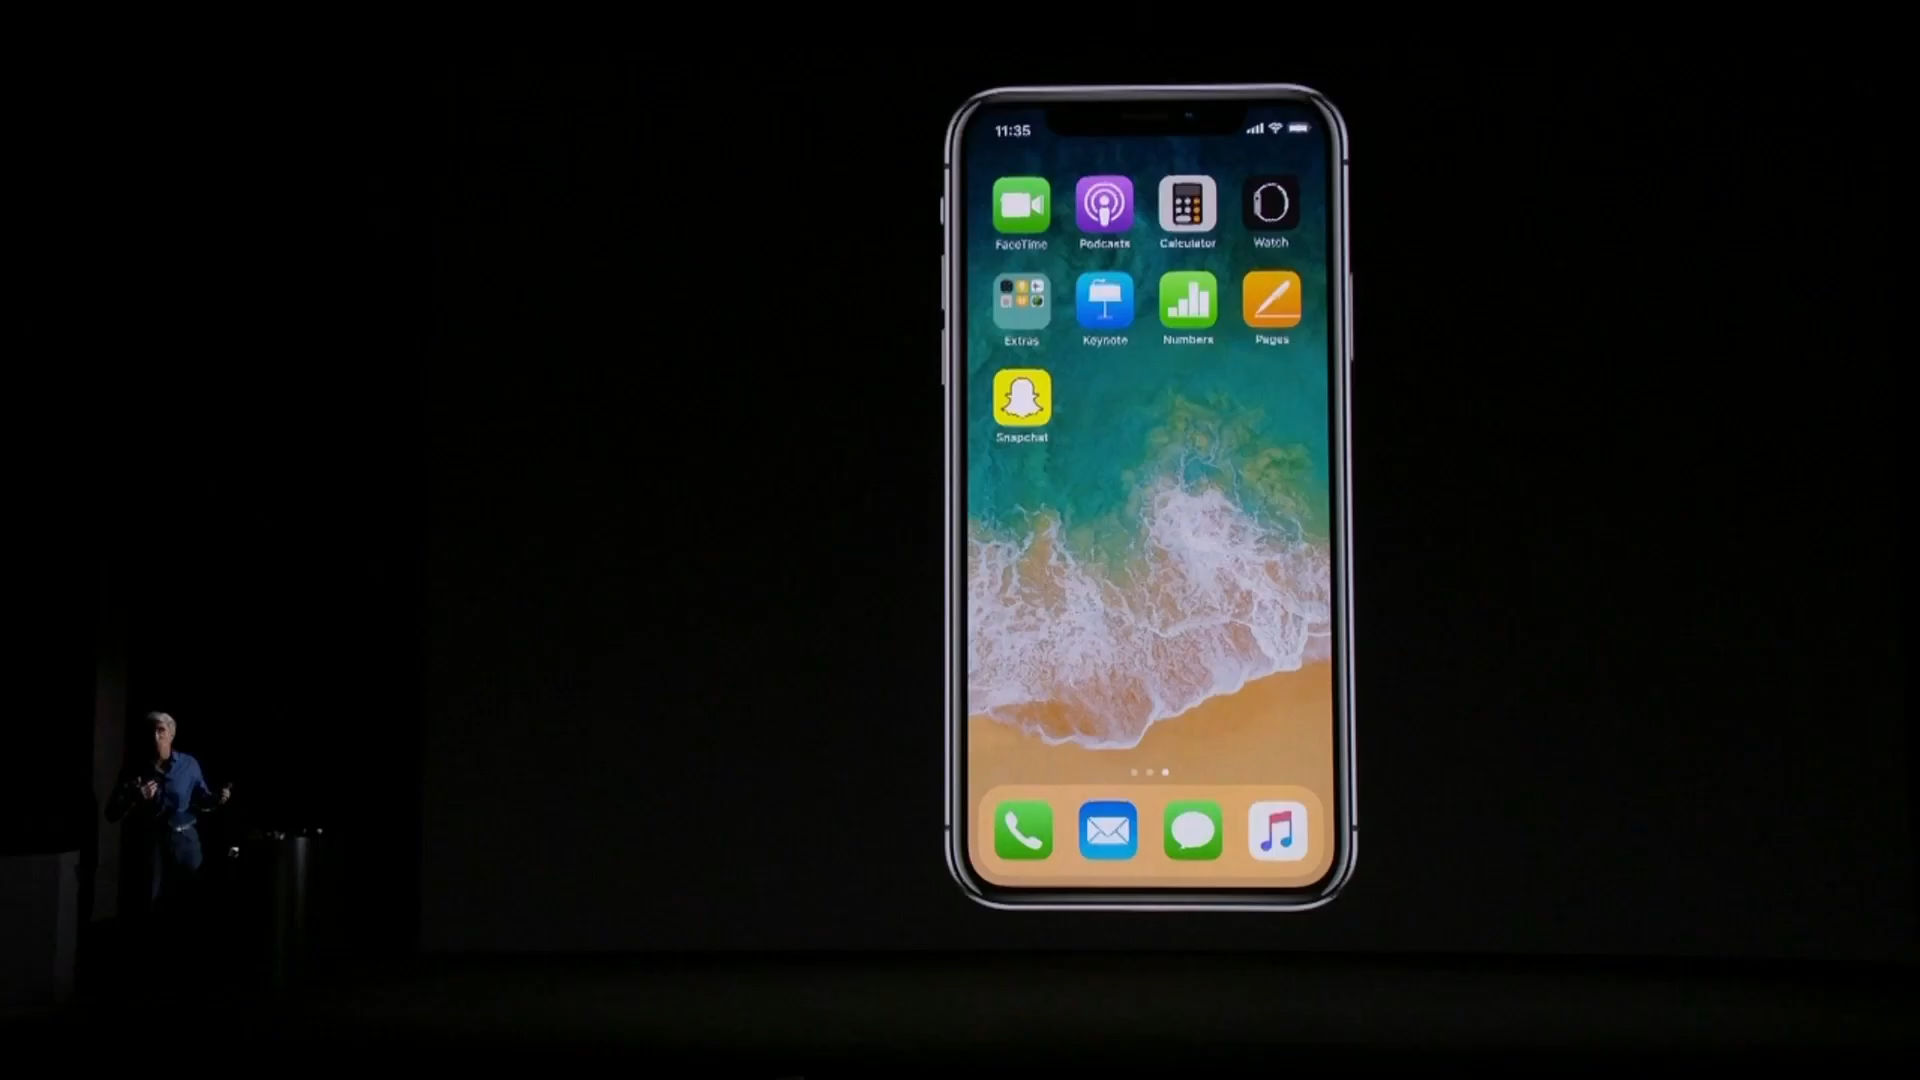 11:35
FaceTime
Podcasts
Calculator
Watch
Extras
Keynote
Numbers
Pages
Snapchat